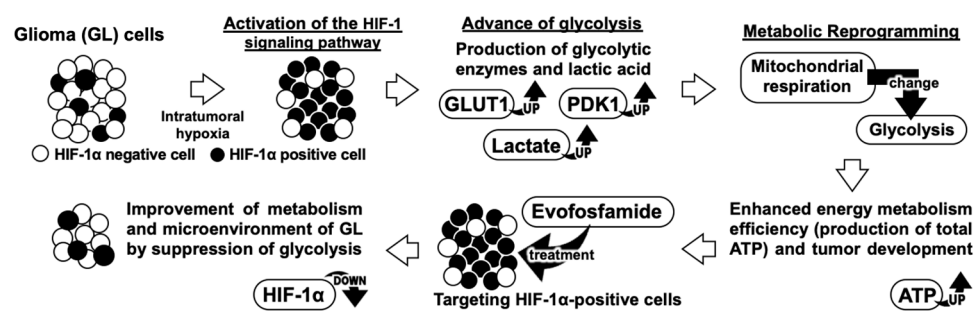 Glioma (GL) cells
Intratumoral
hypoxia
HIF-1α negative cell
HIF-1α positive cell
Activation of the HIF-1
signaling pathway
Advance of glycolysis
Production of glycolytic
enzymes and lactic acid
GLUT1
UP
PDK1
UP
Lactate
UP
Metabolic Reprogramming
Mitochondrial
respiration
change
Glycolysis
Enhanced energy metabolism
efficiency (production of total
ATP) and tumor development
ATP
UP
Evofosfamide
treatment
Targeting HIF-1α-positive cells
Improvement of metabolism
and microenvironment of GL
by suppression of glycolysis
HIF-1α
DOWN